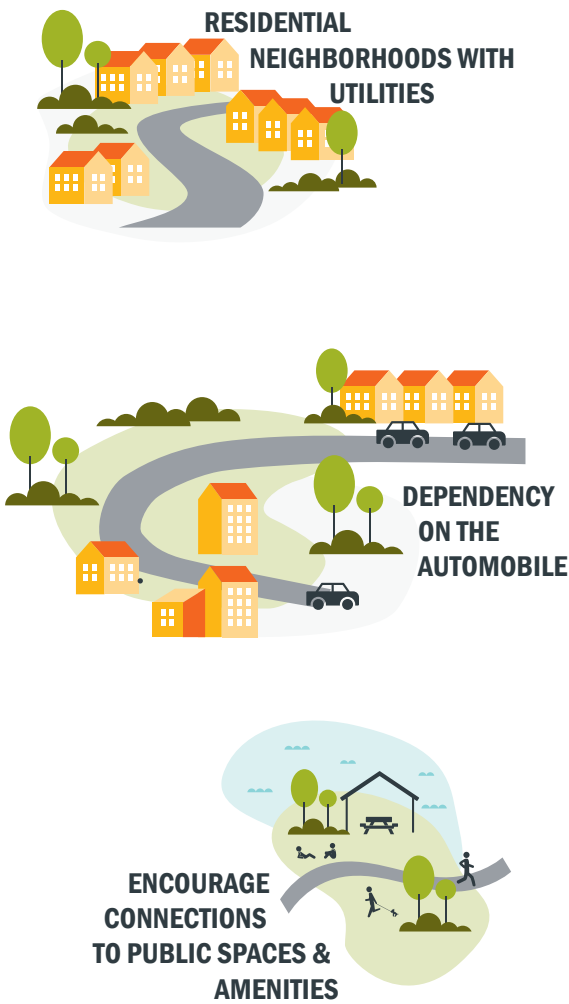 RESIDENTIAL
NEIGHBORHOODS WITH
UTILITIES
DEPENDENCY
ON THE
AUTOMOBILE
ENCOURAGE
CONNECTIONS
TO PUBLIC SPACES &
AMENITIES